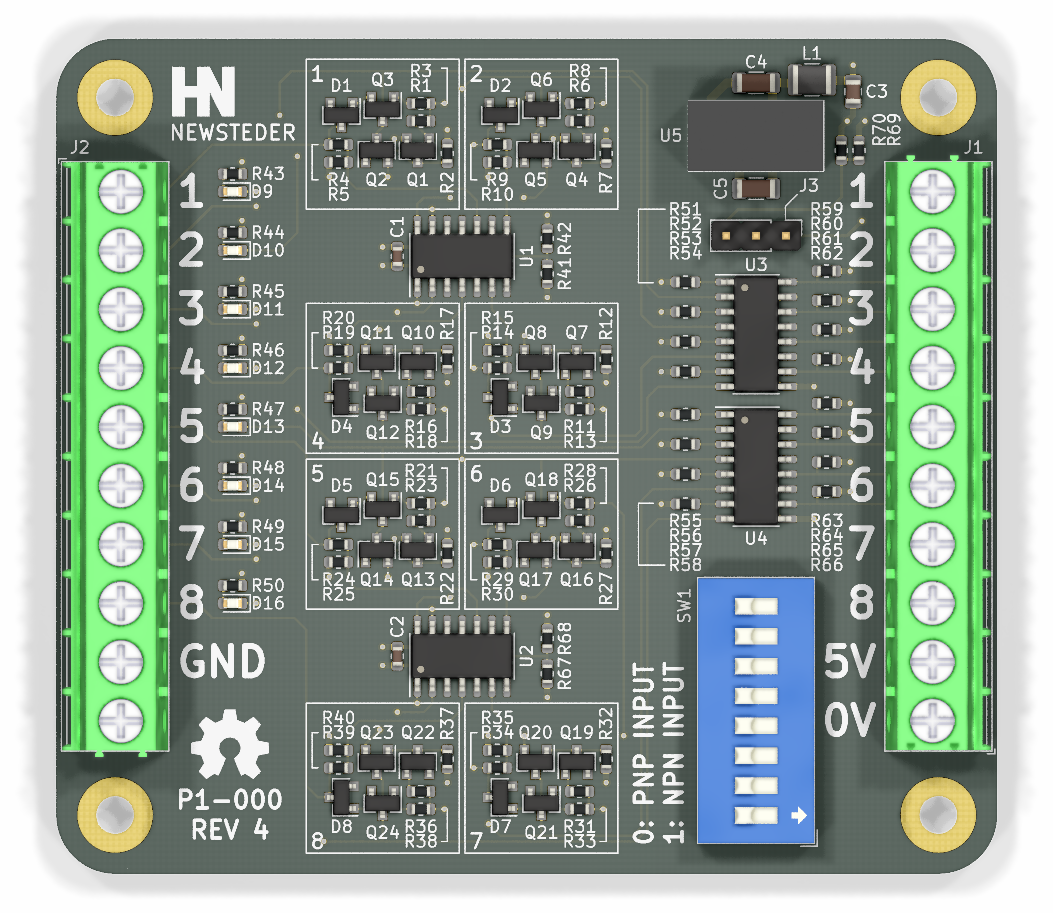 HN
NEWSTEDER
J2
1
2
3
4
5
6
7
8
GND
P1-000
REV 4
R43
D9
R44
D10
R45
D11
R46
D12
R47
D13
R48
D14
R49
D15
R50
D16
1
D1
Q3
R3
R1
R4
R5
Q2
Q1
R2
2
D2
Q6
R8
R6
R9
R10
Q5
Q4
R7
C1
U1
R42
R41
R20
R19
Q11
Q10
R17
D4
Q12
R16
R18
4
R15
R14
Q8
Q7
R12
D3
Q9
R11
R13
3
5
D5
Q15
R21
R23
R24
R25
Q14
Q13
R22
6
D6
Q18
R28
R26
R29
R30
Q17
Q16
R27
C2
U2
R68
R67
R40
R39
Q23
Q22
R37
D8
Q24
R36
R38
8
R35
R34
Q20
Q19
R32
D7
Q21
R31
R33
7
C4
L1
C3
U5
R70
R69
C5
J3
R51
R52
R53
R54
R59
R60
R61
R62
U3
U4
R55
R56
R57
R58
R63
R64
R65
R66
SW1
0: PNP INPUT
1: NPN INPUT
J1
1
2
3
4
5
6
7
8
5V
0V